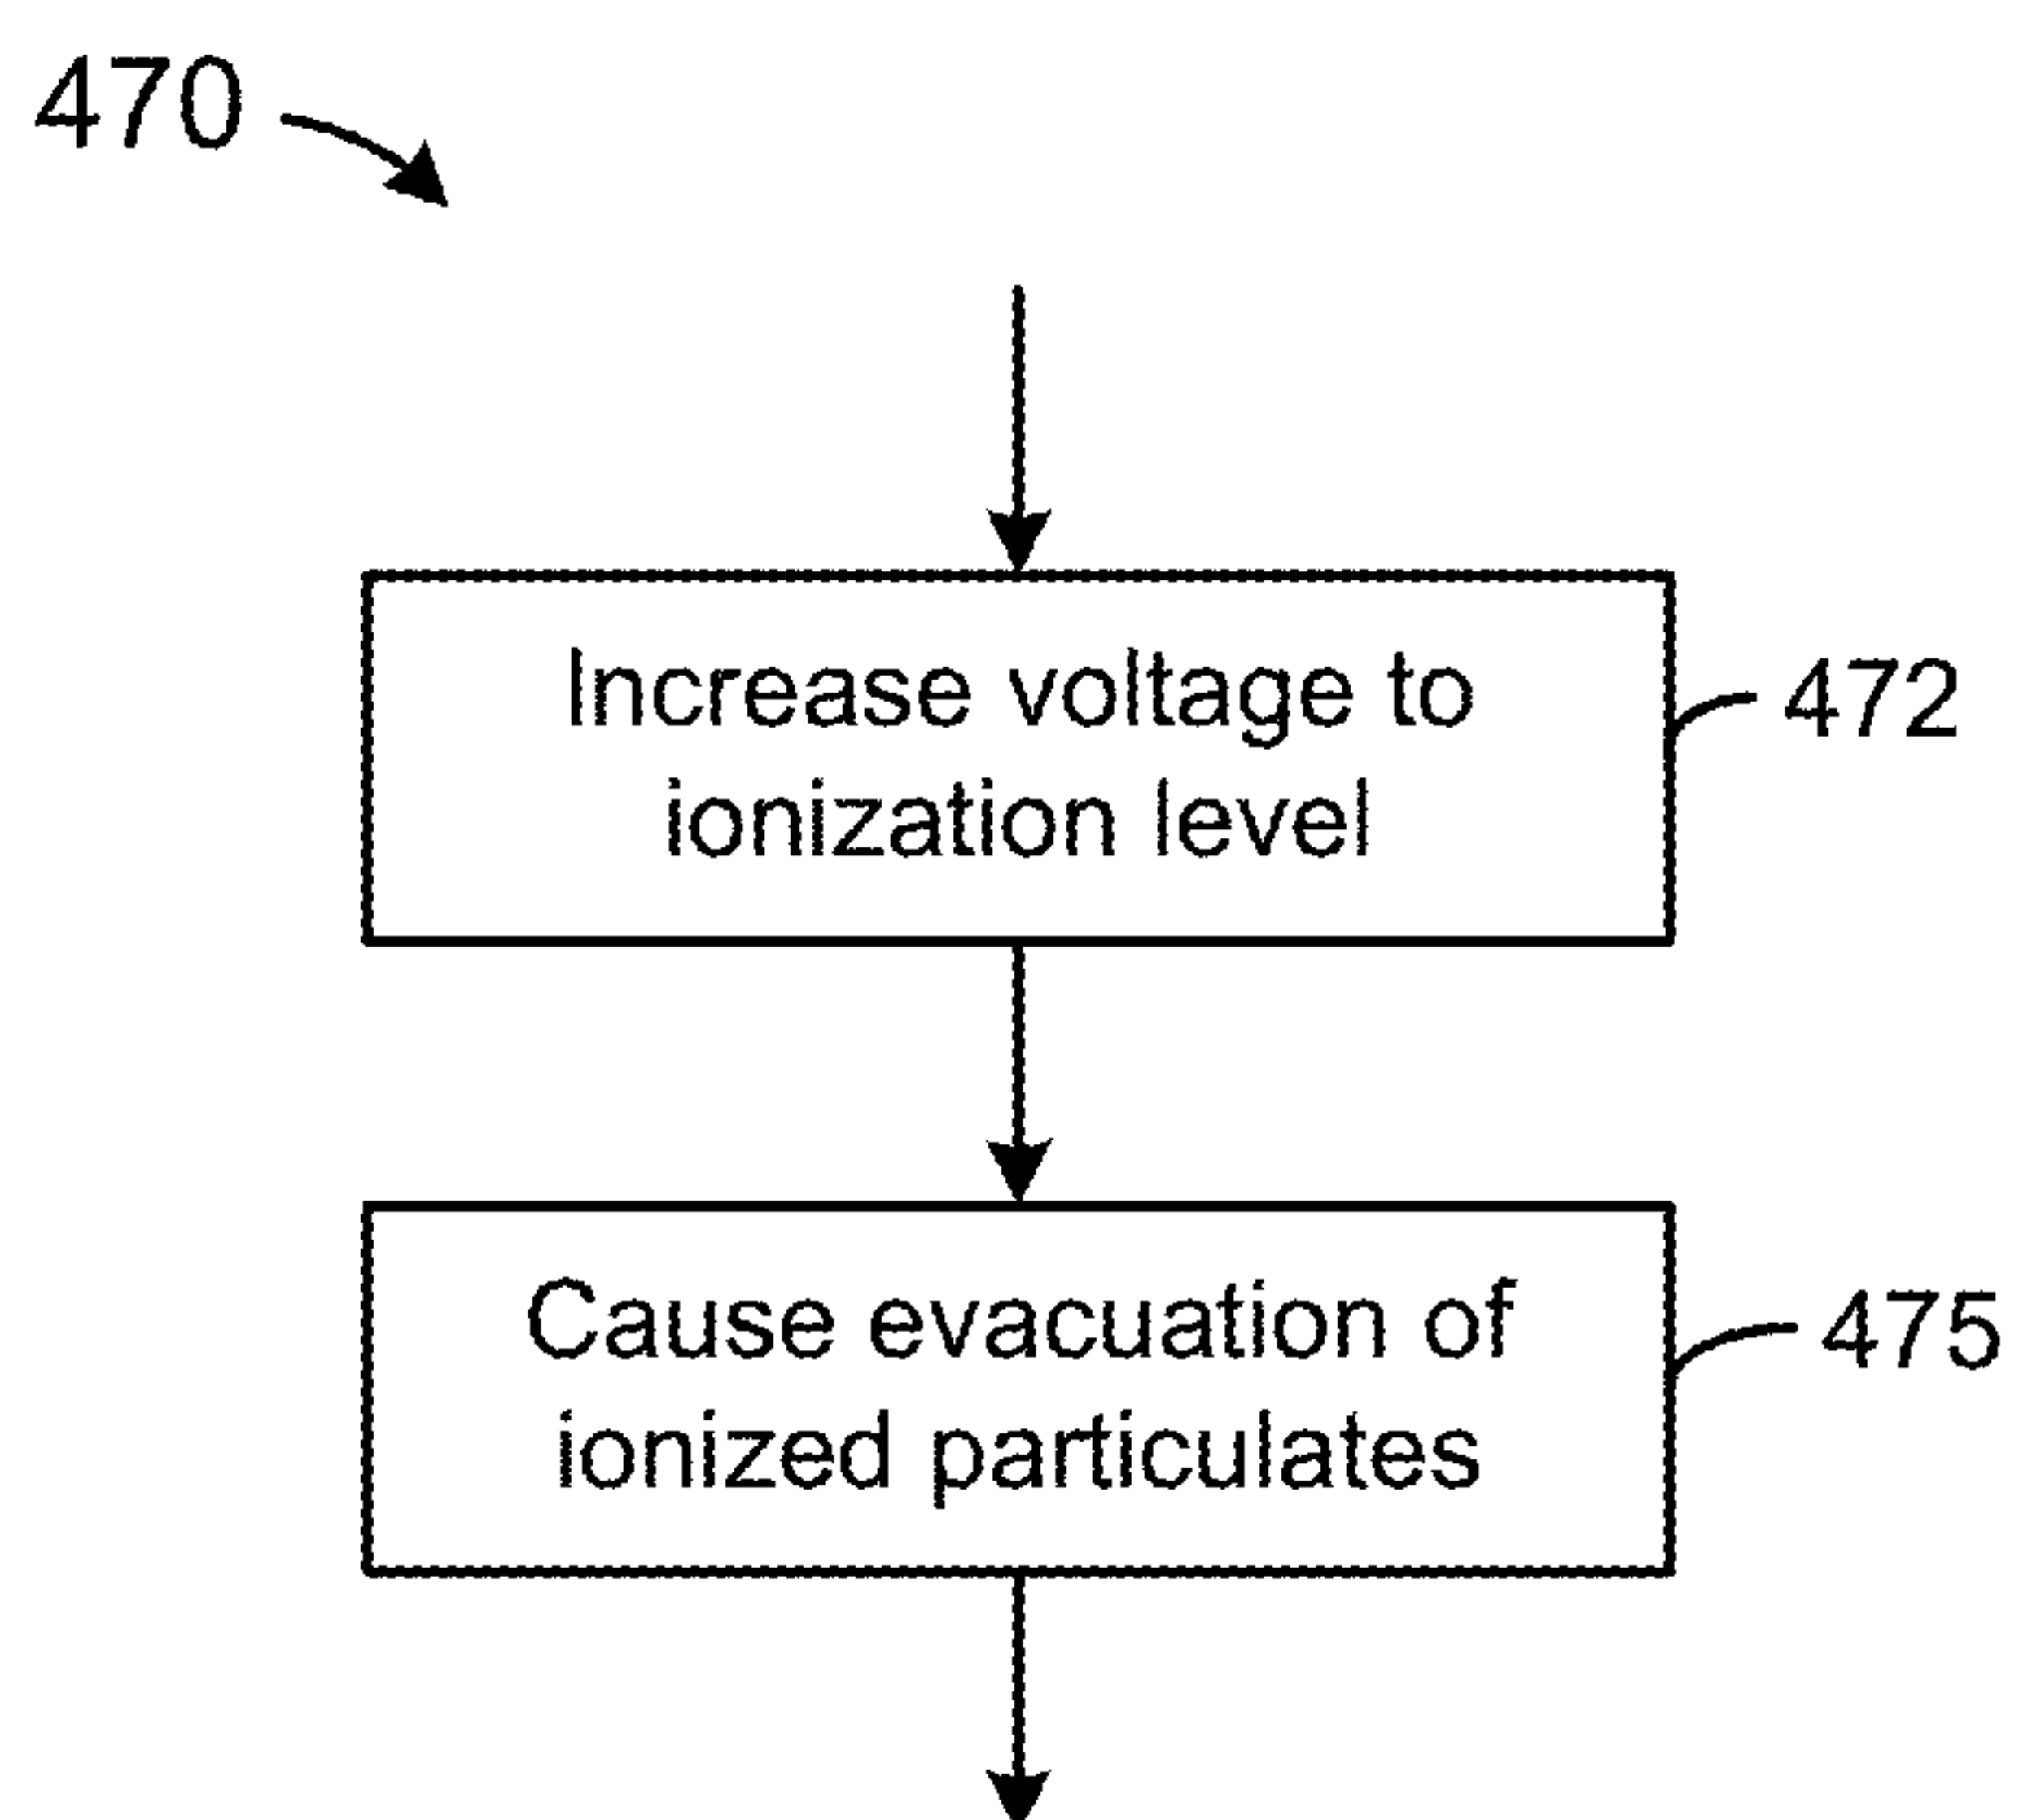 470
Increase voltage to
ionization level
472
Cause evacuation of
ionized particulates
475